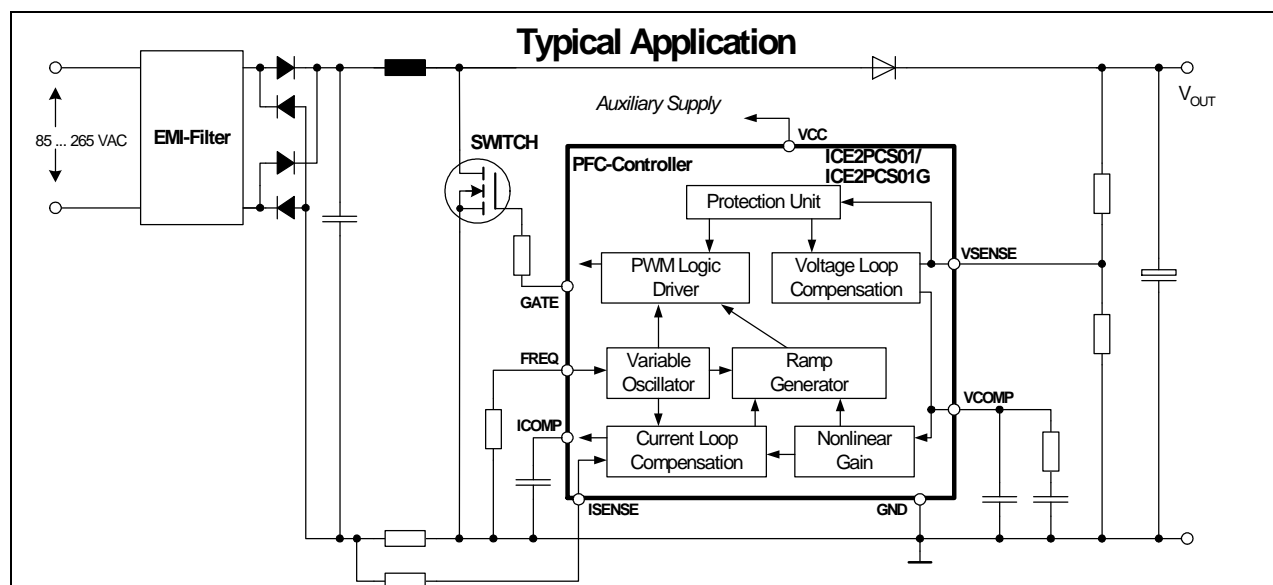 Typical Application
Auxiliary Supply
V_OUT
85 ... 265 VAC
EMI-Filter
SWITCH
VCC
PFC-Controller
ICE2PCS01/
ICE2PCS01G
Protection Unit
PWM Logic
Driver
Voltage Loop
Compensation
VSENSE
GATE
FREQ
Variable
Oscillator
Ramp
Generator
VCOMP
ICOMP
Current Loop
Compensation
Nonlinear
Gain
ISENSE
GND